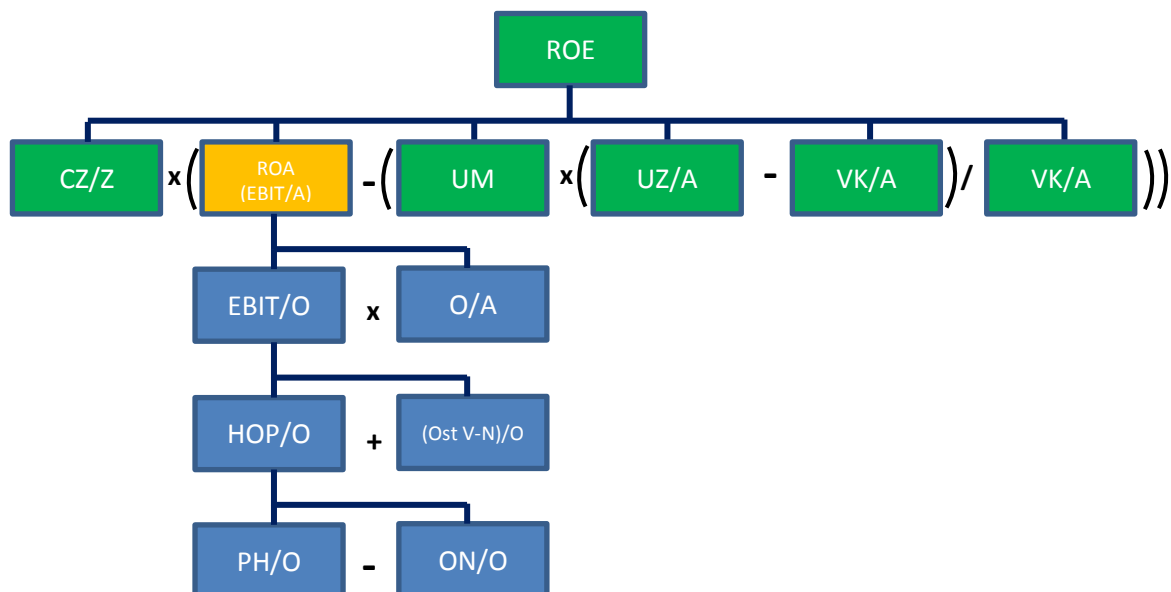 ROE
CZ/Z x( ROA (EBIT/A) -( UM x( UZ/A - VK/A )/ VK/A ))
EBIT/O x O/A
HOP/O + (Ost V-N)/O
PH/O - ON/O